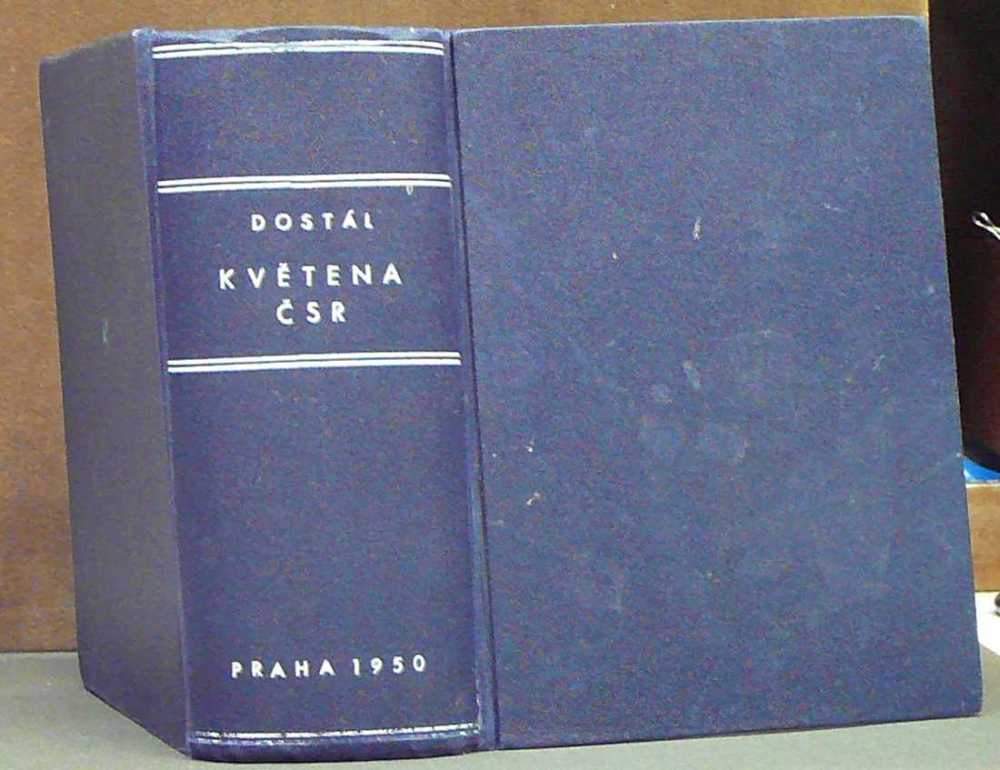 DOSTÁL
KVĚTENA
ČSR
PRAHA 1950